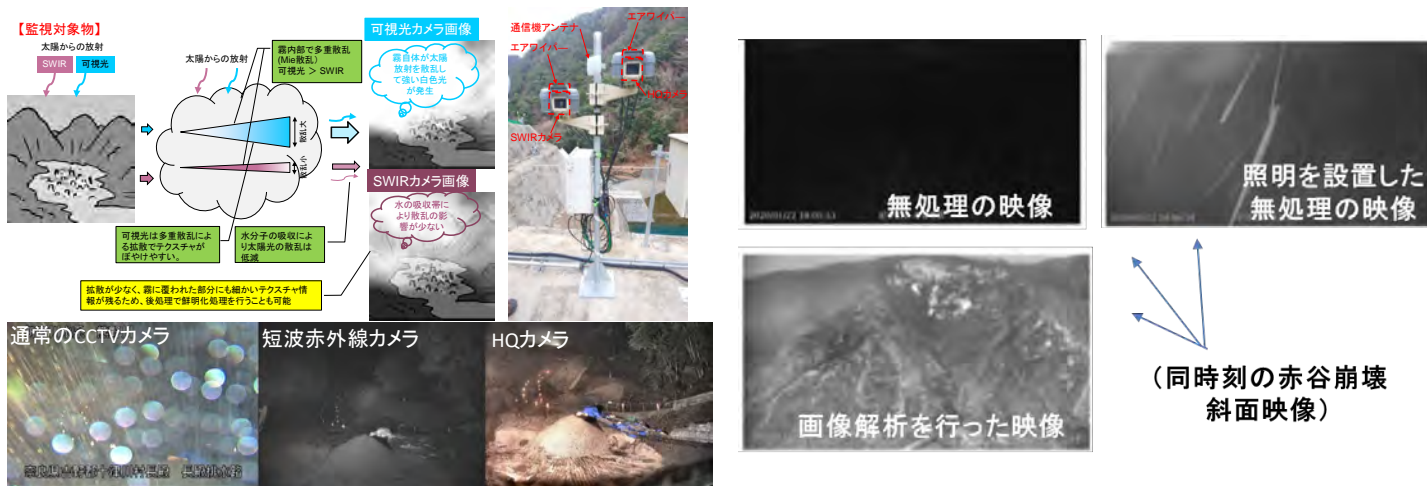 【監視対象物】
太陽からの放射
SWIR
可視光
太陽からの放射
霧内部で多重散乱
(Mie散乱)
可視光 > SWIR
散乱大
散乱小
可視光は多重散乱によ
る拡散でテクスチャが
ぼやけやすい。
水分子の吸収によ
り太陽光の散乱は
低減
拡散が少なく、霧に覆われた部分にも細かいテクスチャ情
報が残るため、後処理で鮮明化処理を行うことも可能
可視光カメラ画像
霧自体が太陽
放射を散乱し
て強い白色光
が発生
SWIRカメラ画像
水の吸収帯に
より散乱の影
響が少ない
通信機アンテナ
エアワイパー
エアワイパー
HQカメラ
SWIRカメラ
通常のCCTVカメラ
短波赤外線カメラ
HQカメラ
無処理の映像
照明を設置した
無処理の映像
画像解析を行った映像
(同時刻の赤谷崩壊
斜面映像)